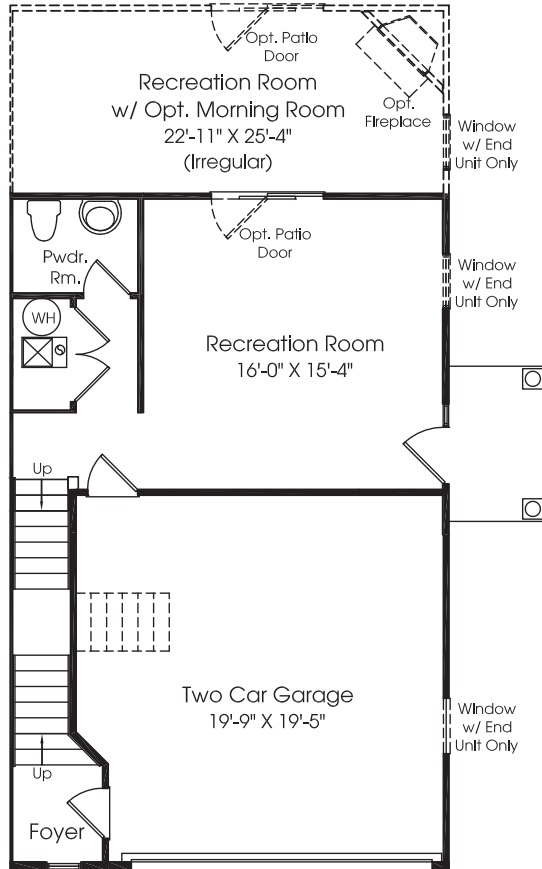 Opt. Patio
Door
Recreation Room
w/ Opt. Morning Room
22'-11" X 25'-4"
(Irregular)
Opt.
Fireplace
Window
w/ End
Unit Only
Pwdr.
Rm.
Opt. Patio
Door
Window
w/ End
Unit Only
WH
Recreation Room
16'-0" X 15'-4"
Up
Two Car Garage
19'-9" X 19'-5"
Window
w/ End
Unit Only
Up
Foyer